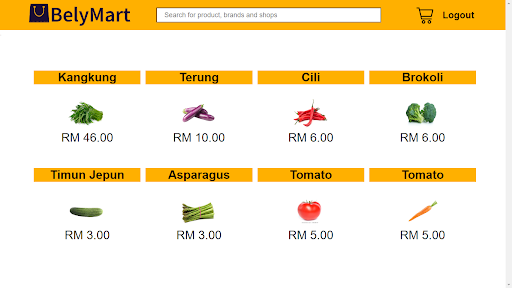 BelyMart Search for product, brands and shops Logout
Kangkung Terung Cili Brokoli
RM 46.00 RM 10.00 RM 6.00 RM 6.00
Timun Jepun Asparagus Tomato Tomato
RM 3.00 RM 3.00 RM 5.00 RM 5.00